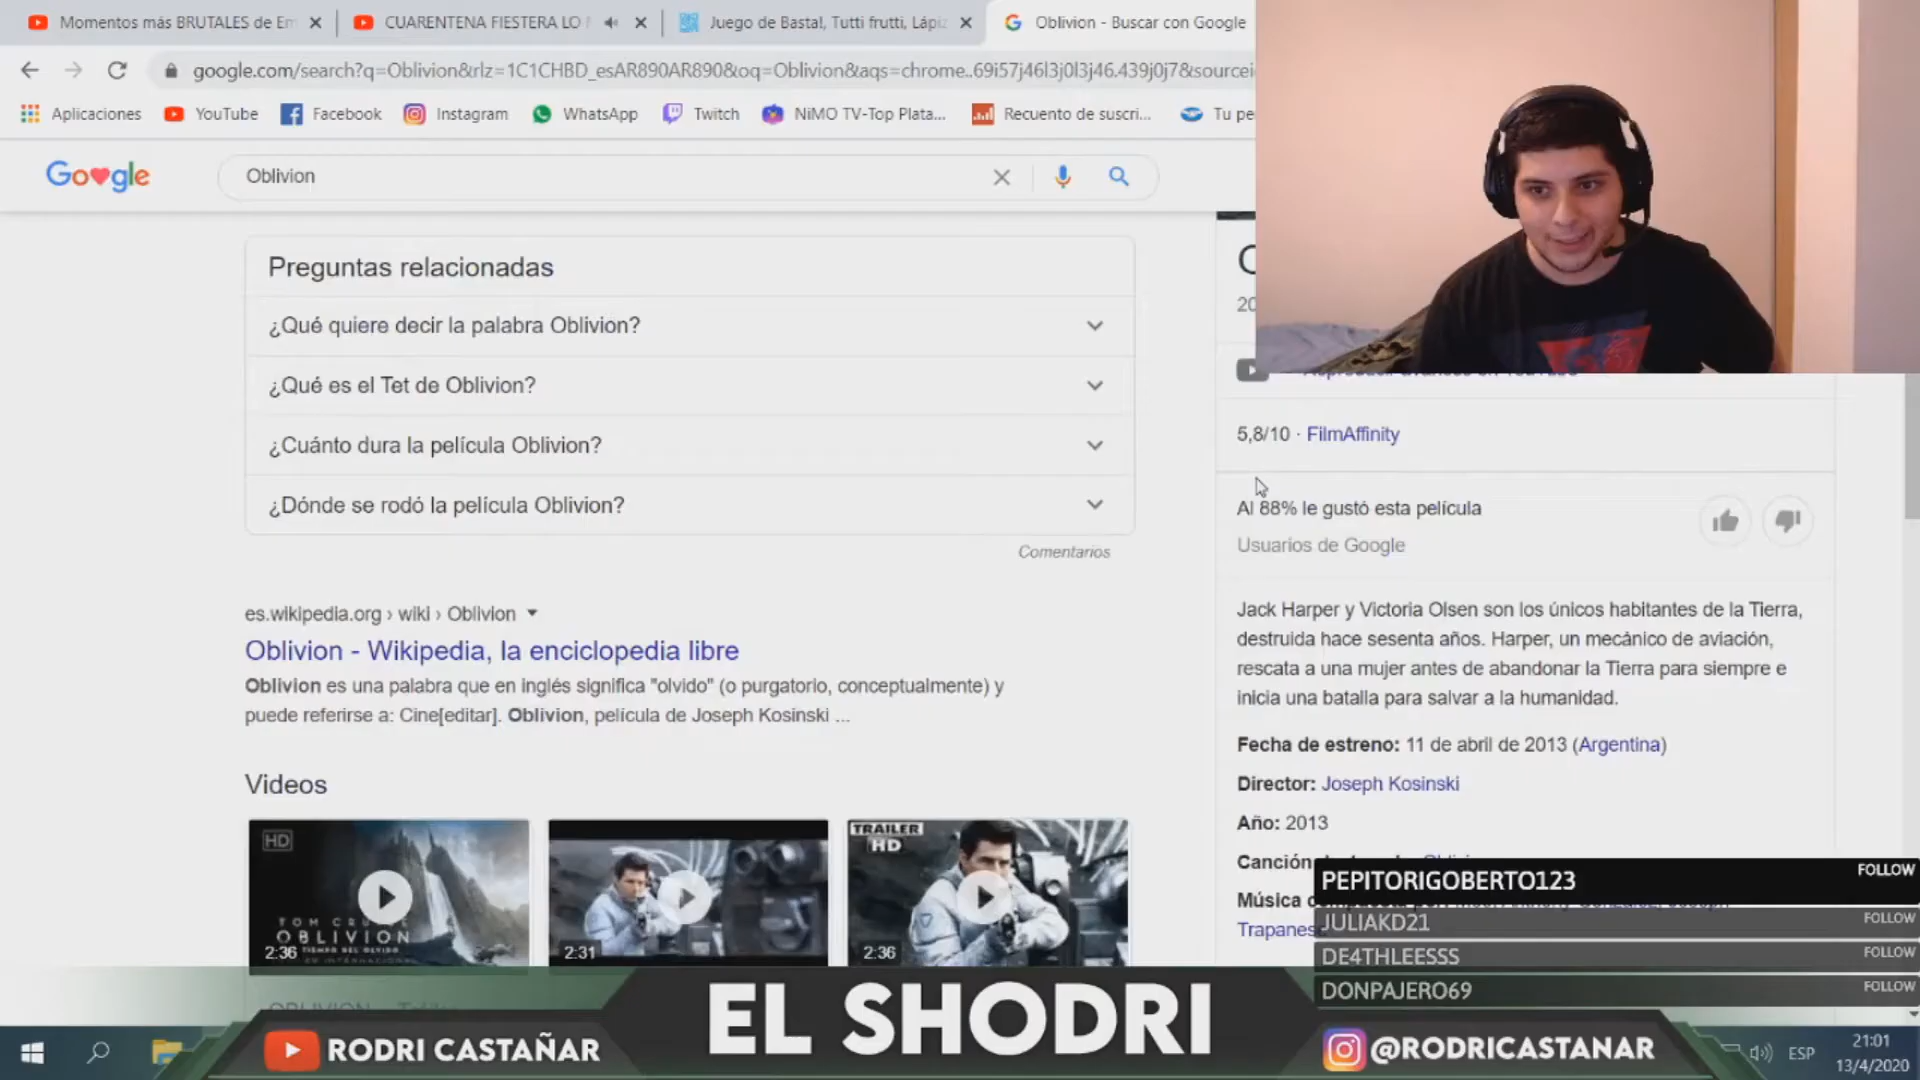 Momentos más BRUTALES de Em
CUARENTENA FIESTERA LO
Juego de Basta!, Tutti frutti, Lápiz
Oblivion - Buscar con Google
google.com/search?q=Oblivion&rlz=1C1CHBD_esAR890AR890&oq=Oblivion&aqs=chrome..69i57j46l3j0l3j46.439j0j7&sourcei
Aplicaciones
YouTube
Facebook
Instagram
WhatsApp
Twitch
NiMO TV-Top Plata...
Recuento de suscri...
Tu pe
Google
Oblivion
Preguntas relacionadas
¿Qué quiere decir la palabra Oblivion?
¿Qué es el Tet de Oblivion?
¿Cuánto dura la película Oblivion?
¿Dónde se rodó la película Oblivion?
Comentarios
es.wikipedia.org › wiki › Oblivion
Oblivion - Wikipedia, la enciclopedia libre
Oblivion es una palabra que en inglés significa "olvido" (o purgatorio, conceptualmente) y
puede referirse a: Cine[editar]. Oblivion, película de Joseph Kosinski ...
Videos
HD
TOM CRUISE
OBLIVION
2:36
2:31
TRAILER
HD
2:36
5,8/10 · FilmAffinity
Al 88% le gustó esta película
Usuarios de Google
Jack Harper y Victoria Olsen son los únicos habitantes de la Tierra,
destruida hace sesenta años. Harper, un mecánico de aviación,
rescata a una mujer antes de abandonar la Tierra para siempre e
inicia una batalla para salvar a la humanidad.
Fecha de estreno: 11 de abril de 2013 (Argentina)
Director: Joseph Kosinski
Año: 2013
Canción
Música
Trapanese
PEPITORIGOBERTO123 FOLLOW
JULIAKD21 FOLLOW
DE4THLEESSS FOLLOW
DONPAJERO69 FOLLOW
EL SHODRI
RODRI CASTAÑAR
@RODRICASTANAR
ESP
21:01
13/4/2020